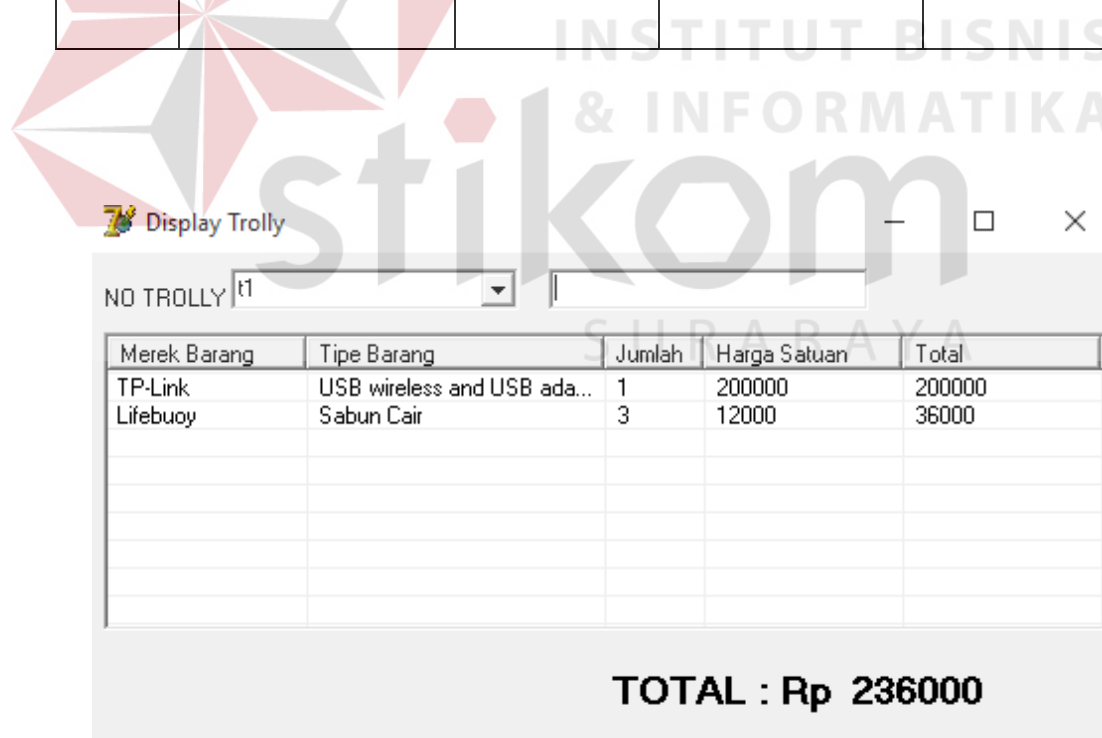 INSTITUT BISNIS
& INFORMATIKA
stikom
SURABAYA
Display Trolly
NO TROLLY t1
Merek Barang Tipe Barang Jumlah Harga Satuan Total
TP-Link USB wireless and USB ada... 1 200000 200000
Lifebuoy Sabun Cair 3 12000 36000
TOTAL : Rp 236000